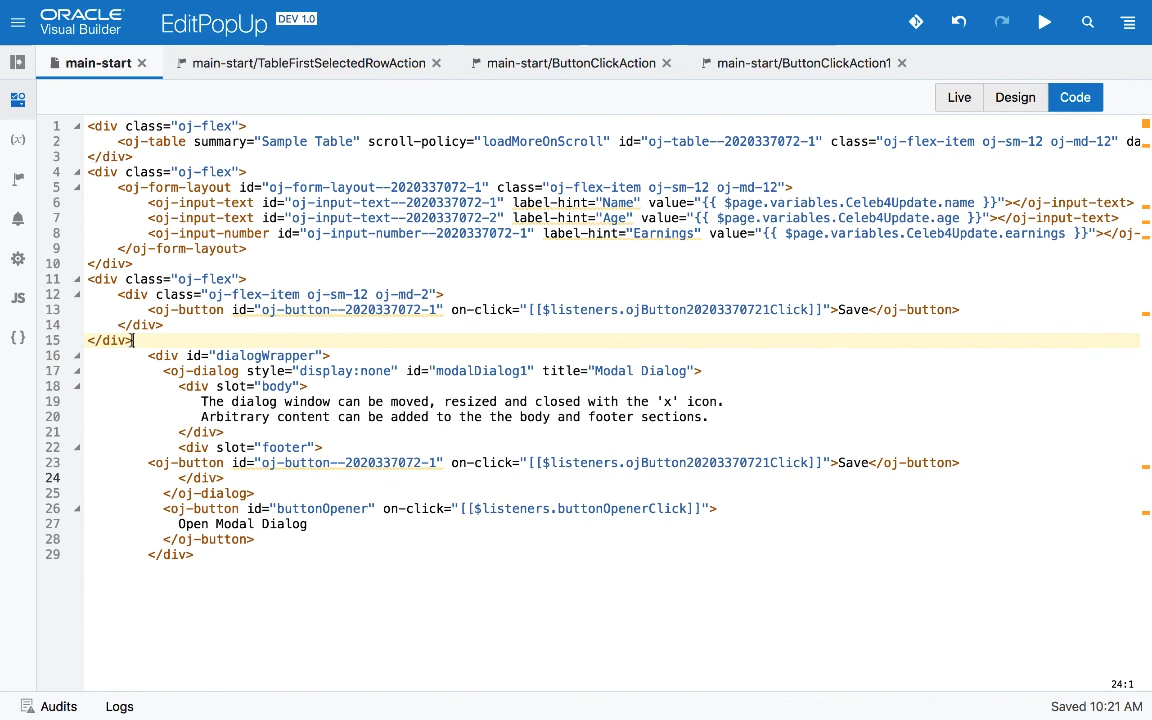 ORACLE
Visual Builder
EditPopUp DEV 1.0
main-start
main-start/TableFirstSelectedRowAction
main-start/ButtonClickAction
main-start/ButtonClickAction1
(x)
JS
{ }
Live Design Code
1 <div class="oj-flex">
2 <oj-table summary="Sample Table" scroll-policy="loadMoreOnScroll" id="oj-table--2020337072-1" class="oj-flex-item oj-sm-12 oj-md-12" da
3 </div>
4 <div class="oj-flex">
5 <oj-form-layout id="oj-form-layout--2020337072-1" class="oj-flex-item oj-sm-12 oj-md-12">
6 <oj-input-text id="oj-input-text--2020337072-1" label-hint="Name" value="{{ $page.variables.Celeb4Update.name }}"></oj-input-text>
7 <oj-input-text id="oj-input-text--2020337072-2" label-hint="Age" value="{{ $page.variables.Celeb4Update.age }}"></oj-input-text>
8 <oj-input-number id="oj-input-number--2020337072-1" label-hint="Earnings" value="{{ $page.variables.Celeb4Update.earnings }}"></oj-
9 </oj-form-layout>
10 </div>
11 <div class="oj-flex">
12 <div class="oj-flex-item oj-sm-12 oj-md-2">
13 <oj-button id="oj-button--2020337072-1" on-click="[[$listeners.ojButton20203370721Click]]">Save</oj-button>
14 </div>
15 </div>
16 <div id="dialogWrapper">
17 <oj-dialog style="display:none" id="modalDialog1" title="Modal Dialog">
18 <div slot="body">
19 The dialog window can be moved, resized and closed with the 'x' icon.
20 Arbitrary content can be added to the the body and footer sections.
21 </div>
22 <div slot="footer">
23 <oj-button id="oj-button--2020337072-1" on-click="[[$listeners.ojButton20203370721Click]]">Save</oj-button>
24 </div>
25 </oj-dialog>
26 <oj-button id="buttonOpener" on-click="[[$listeners.buttonOpenerClick]]">
27 Open Modal Dialog
28 </oj-button>
29 </div>
24:1
Audits Logs
Saved 10:21 AM